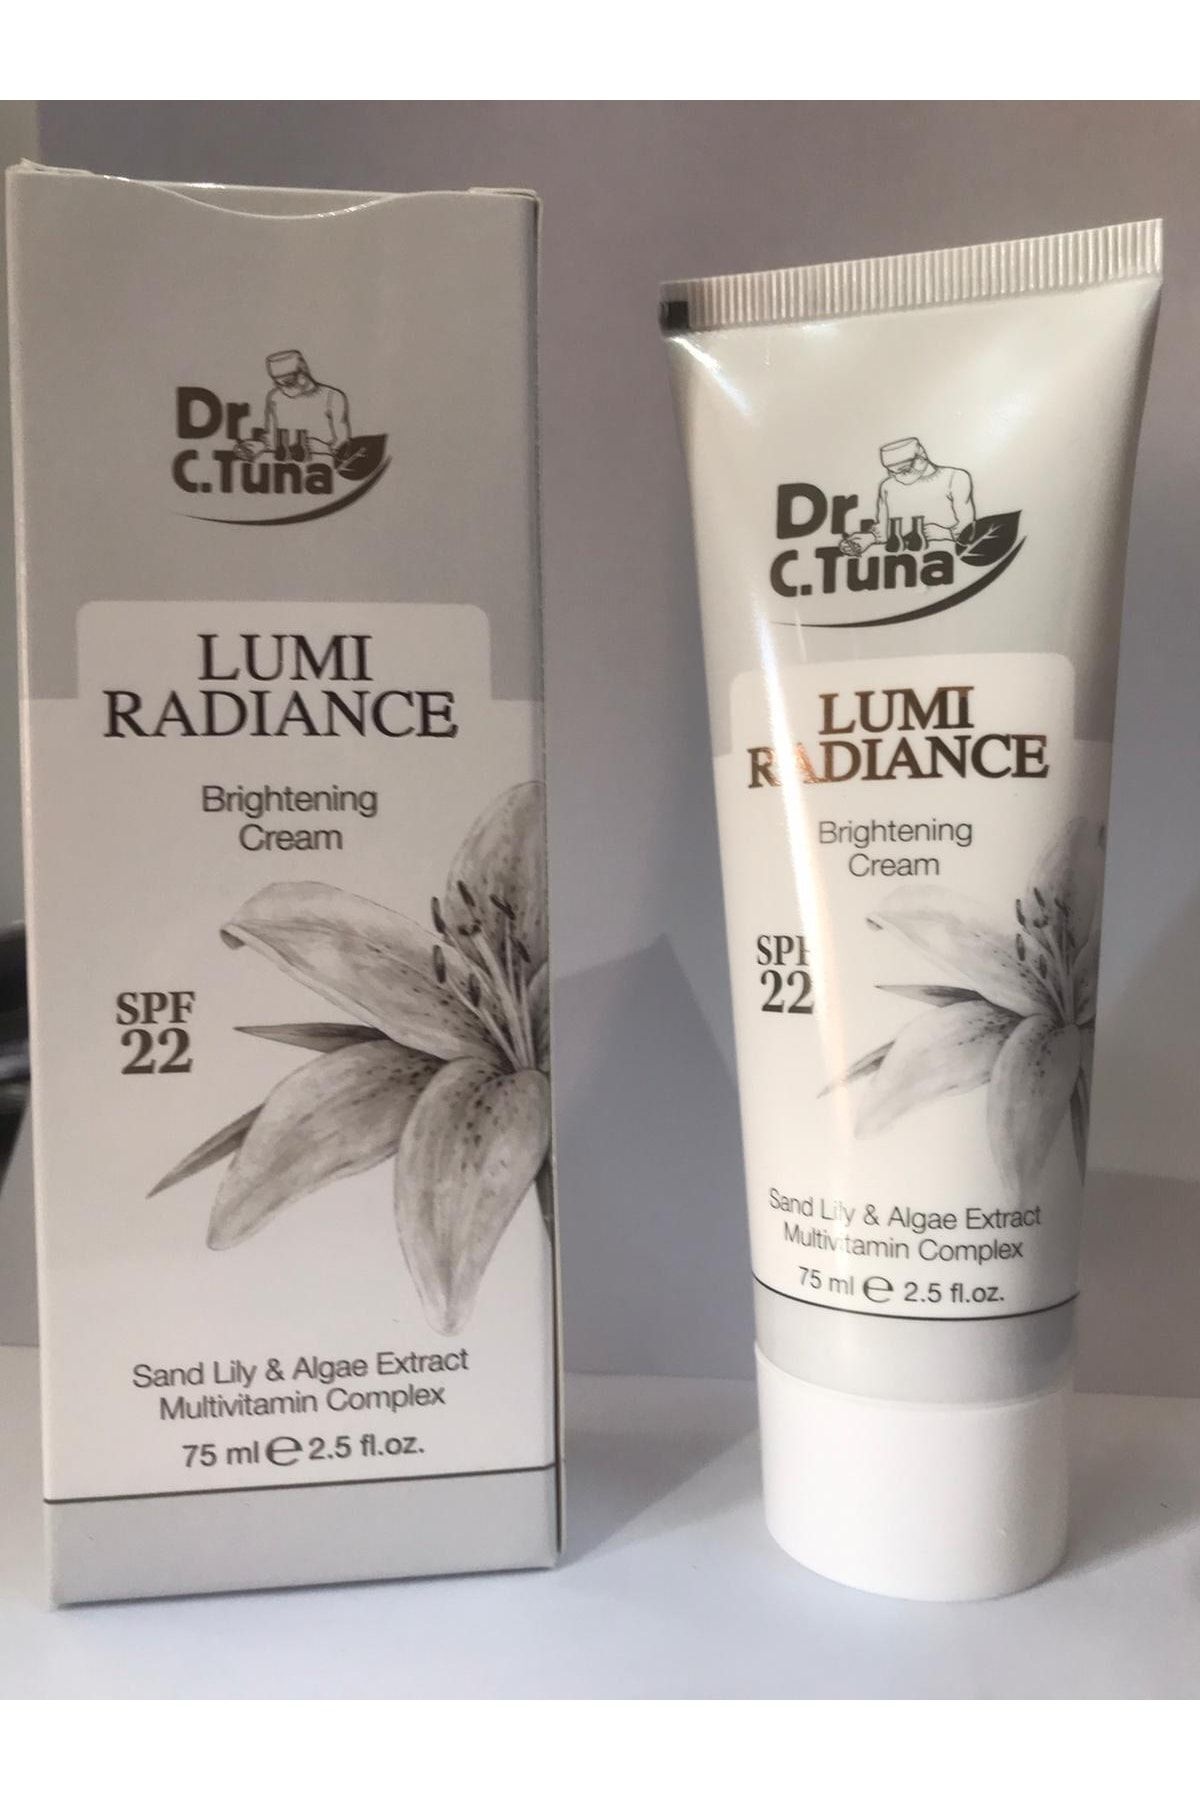 Dr.
C.Tuna
LUMI
RADIANCE
Brightening
Cream
SPF
22
Sand Lily & Algae Extract
Multivitamin Complex
75 ml ℮ 2.5 fl.oz.
Dr.
C.Tuna
LUMI
RADIANCE
Brightening
Cream
SPF
22
Sand Lily & Algae Extract
Multivitamin Complex
75 ml ℮ 2.5 fl.oz.